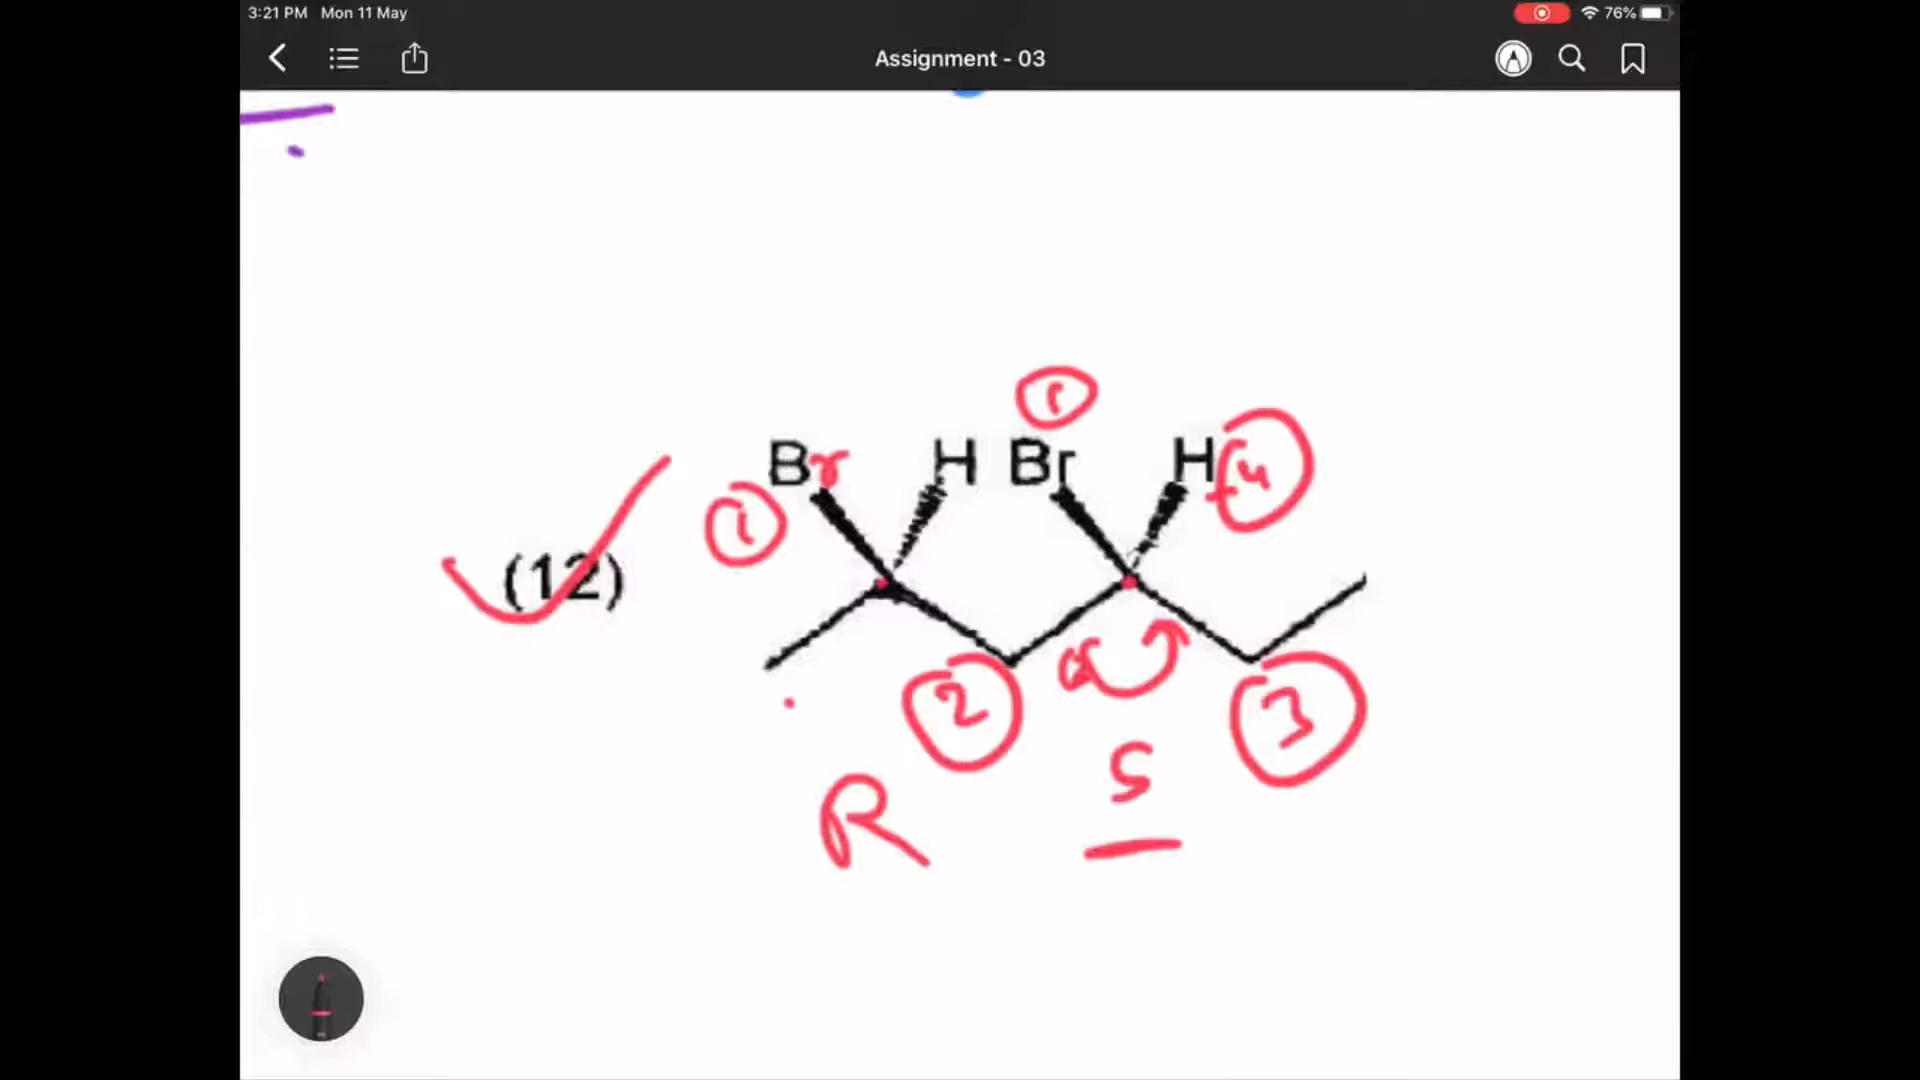 3:21 PM Mon 11 May
76%
Assignment - 03
1
Br H Br H 4
1
(12)
2 3
R S